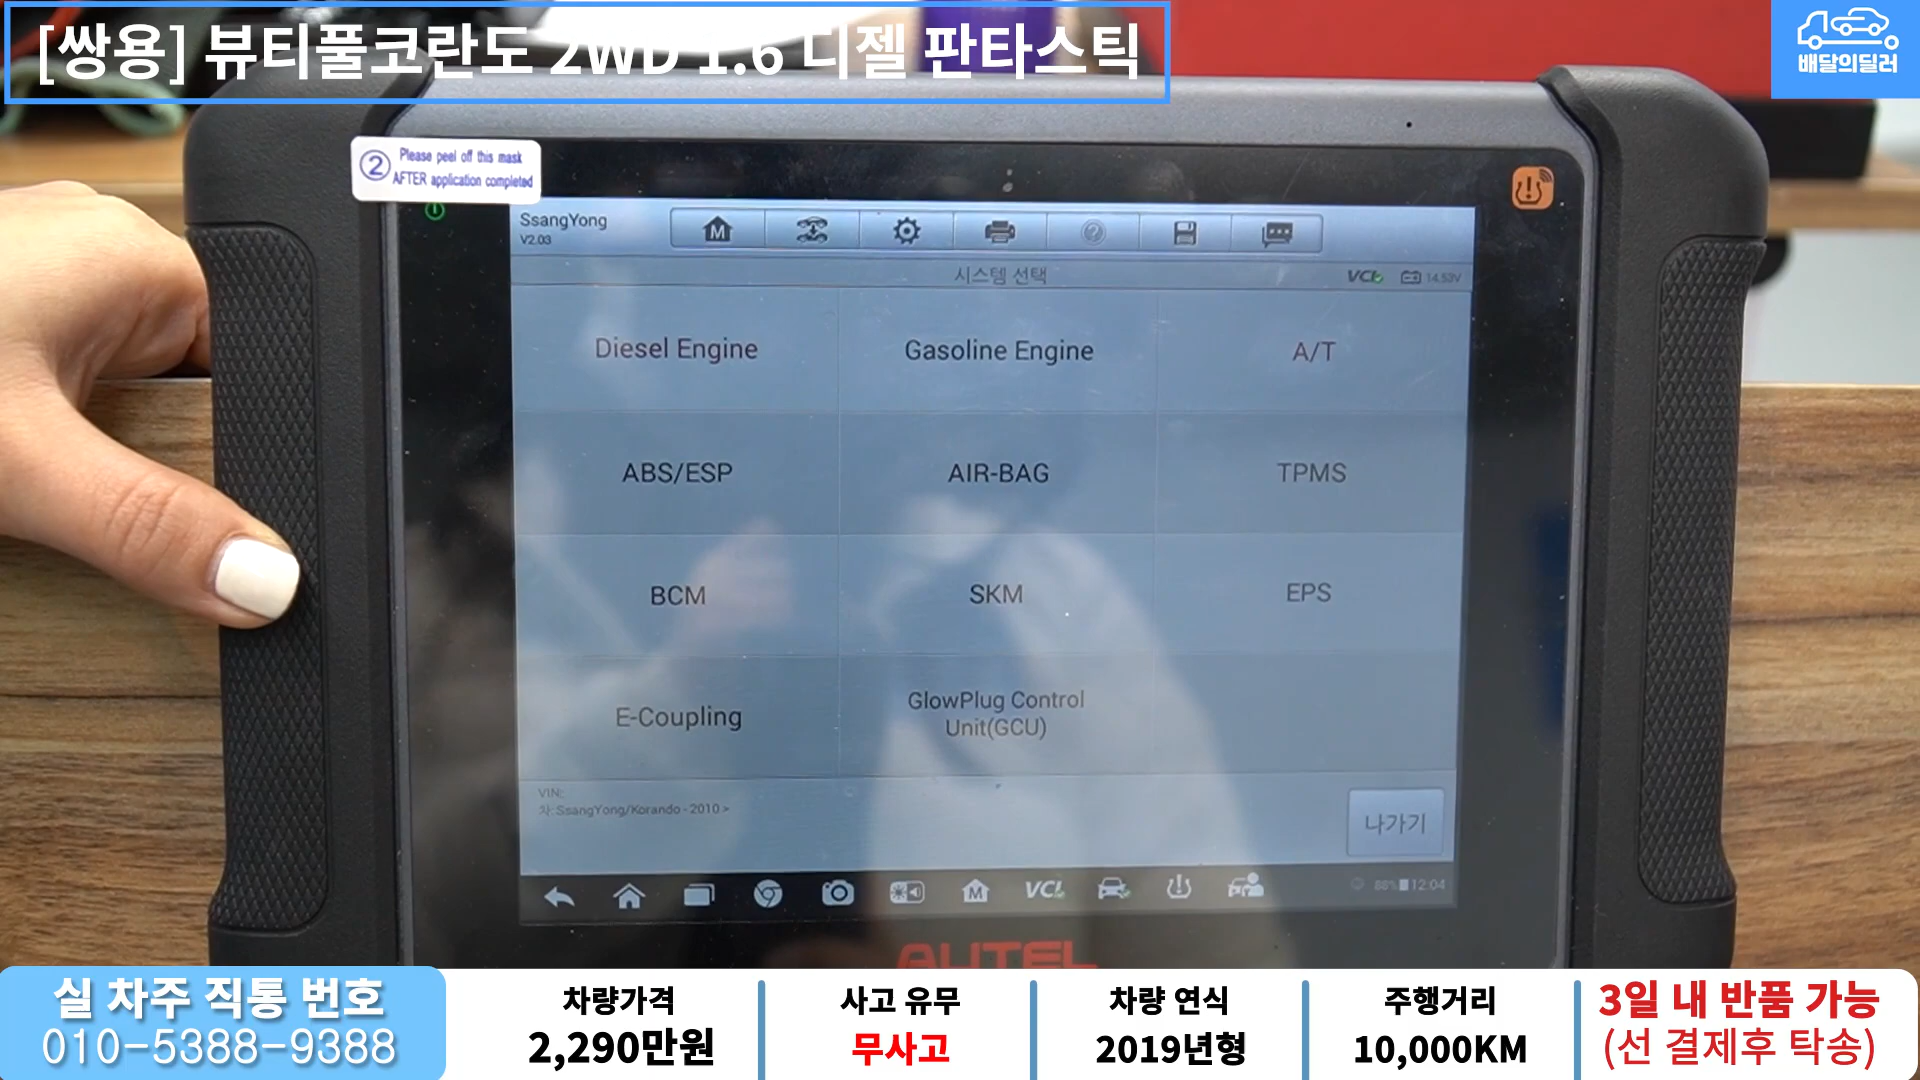 [쌍용] 뷰티풀코란도 2WD 1.6 디젤 판타스틱
배달의딜러
② Please peel off this mask
AFTER application completed
SsangYong
V2.03
M
?
시스템 선택
VCI
14.53V
Diesel Engine
Gasoline Engine
A/T
ABS/ESP
AIR-BAG
TPMS
BCM
SKM
EPS
E-Coupling
GlowPlug Control
Unit(GCU)
VIN:
차: SsangYong/Korando - 2010 >
나가기
M
VCI
88%
12:04
AUTEL
실 차주 직통 번호
010-5388-9388
차량가격
2,290만원
사고 유무
무사고
차량 연식
2019년형
주행거리
10,000KM
3일 내 반품 가능
(선 결제후 탁송)